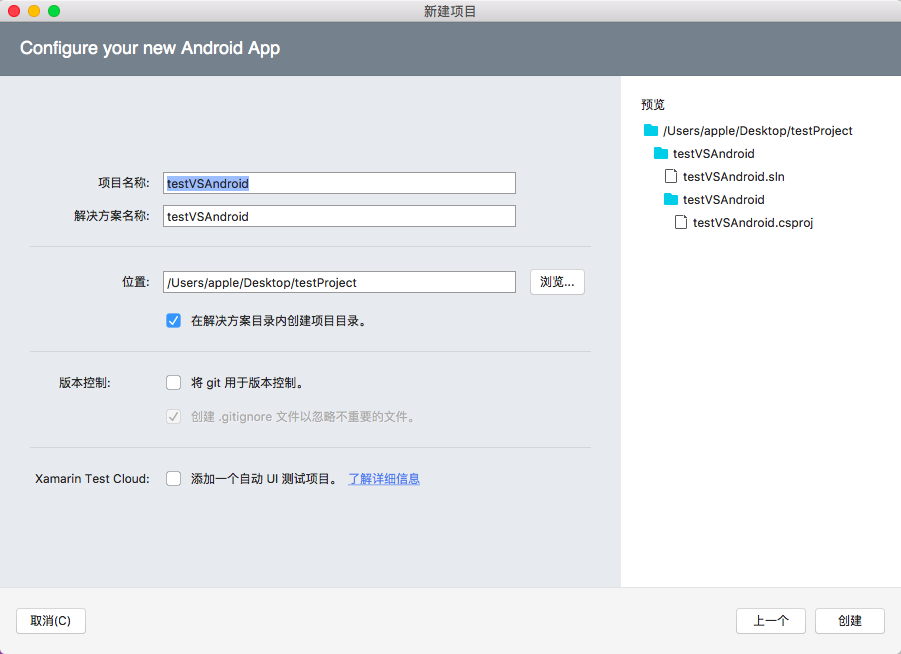 新建项目
Configure your new Android App
项目名称: testVSAndroid
解决方案名称: testVSAndroid
位置: /Users/apple/Desktop/testProject 浏览...
在解决方案目录内创建项目目录。
版本控制: 将 git 用于版本控制。
创建 .gitignore 文件以忽略不重要的文件。
Xamarin Test Cloud: 添加一个自动 UI 测试项目。 了解详细信息
预览
/Users/apple/Desktop/testProject
testVSAndroid
testVSAndroid.sln
testVSAndroid
testVSAndroid.csproj
取消(C) 上一个 创建